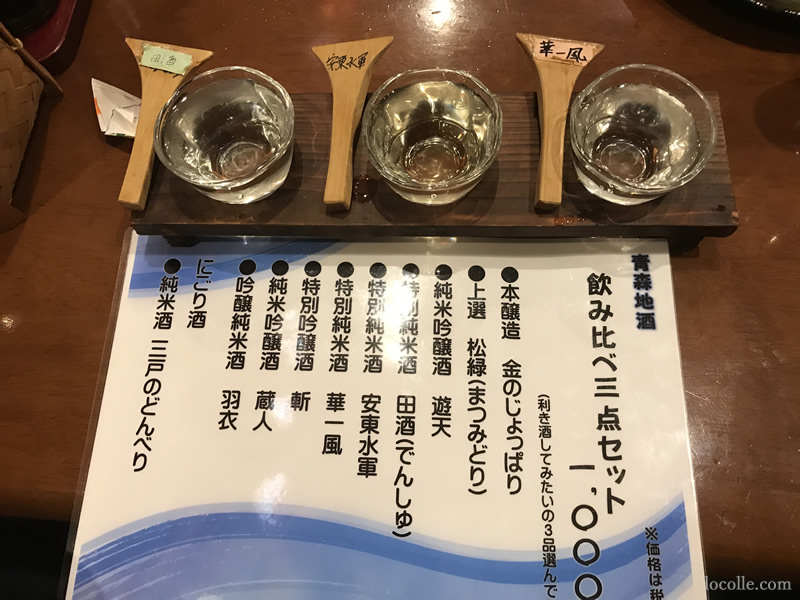 田酒
安東水軍
華一風
青森地酒
飲み比べ三点セット
一,〇〇〇
※価格は税
(利き酒してみたいの3品選んで
●本醸造 金のじょっぱり
●上選 松緑(まつみどり)
●純米吟醸酒 遊天
●特別純米酒 田酒(でんしゅ)
●特別純米酒 安東水軍
●特別純米酒 華一風
●特別吟醸酒 斬
●純米吟醸酒 蔵人
●吟醸純米酒 羽衣
にごり酒
●純米酒 三戸のどんべり
docolle.com